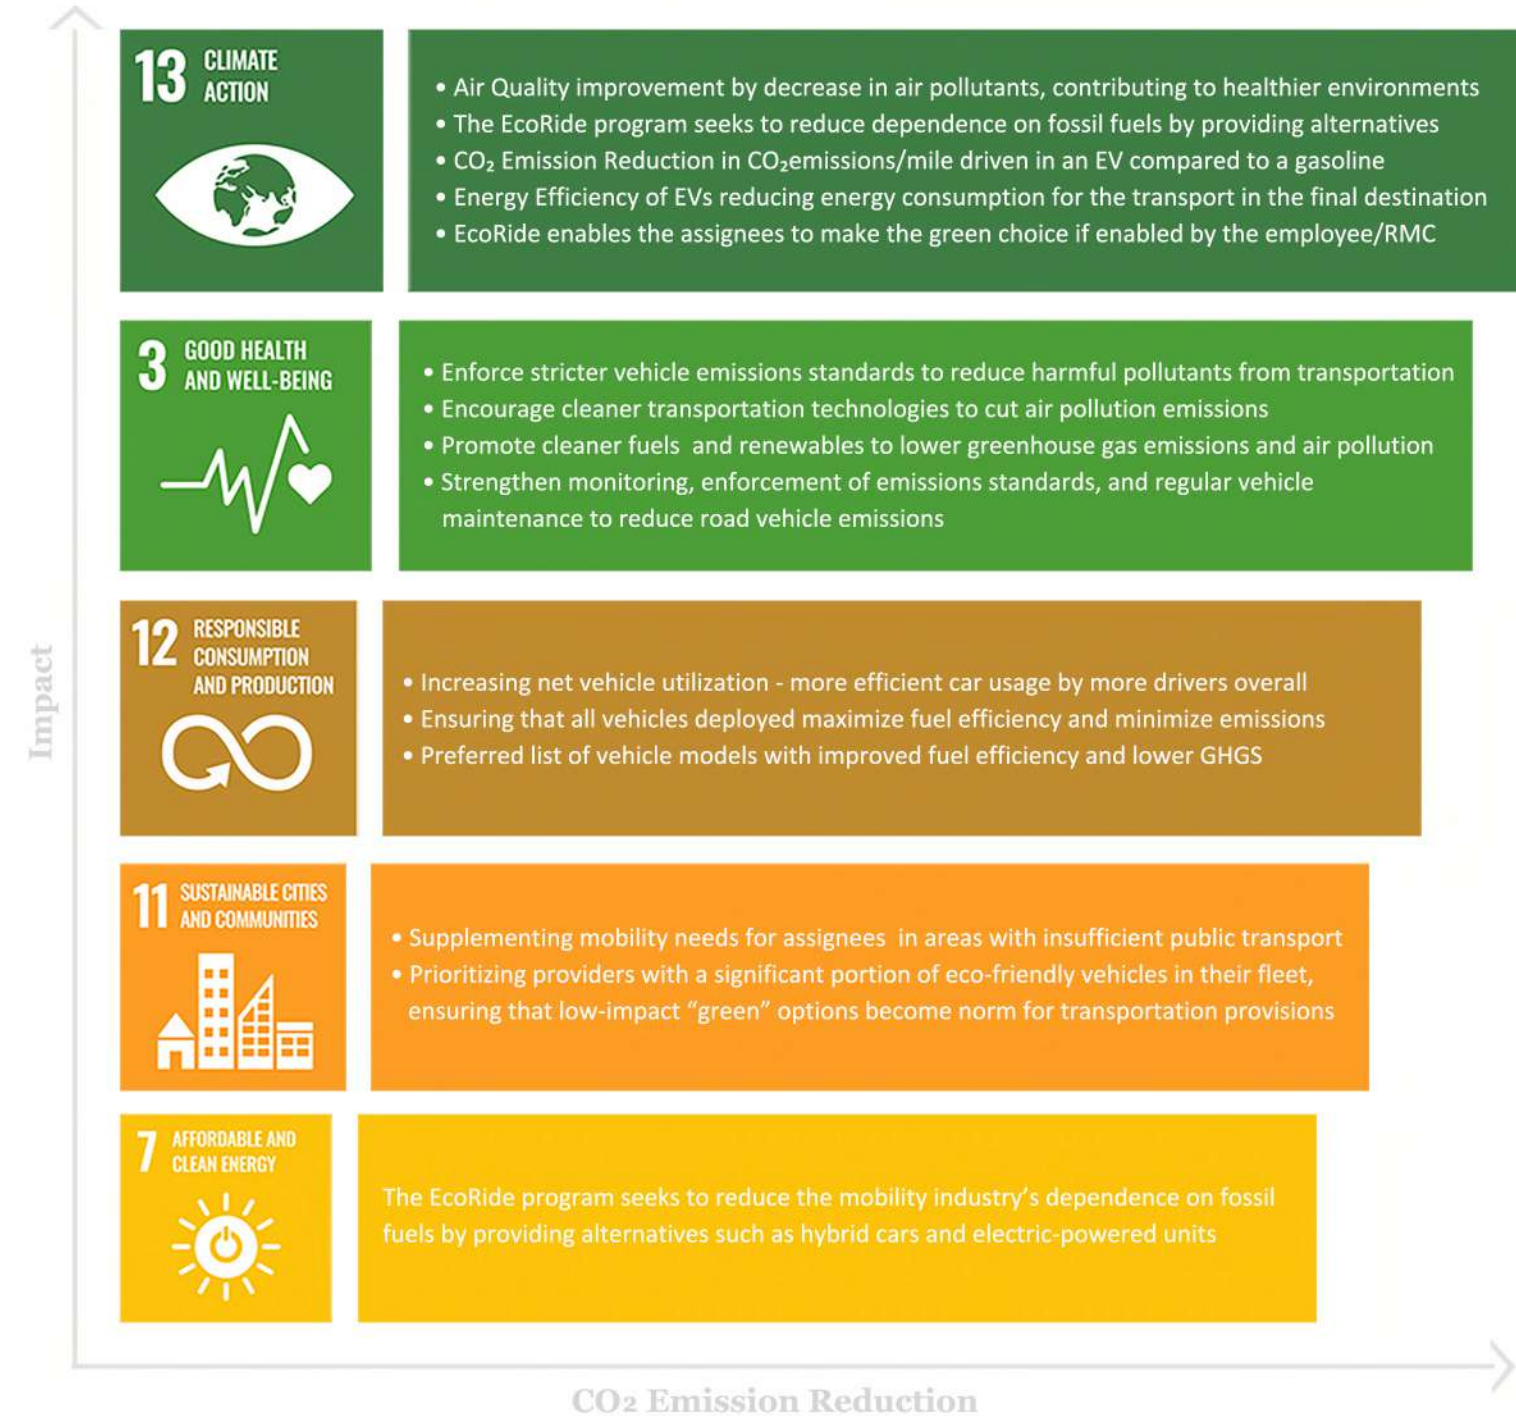 13 CLIMATE
ACTION
• Air Quality improvement by decrease in air pollutants, contributing to healthier environments
• The EcoRide program seeks to reduce dependence on fossil fuels by providing alternatives
• CO₂ Emission Reduction in CO₂emissions/mile driven in an EV compared to a gasoline
• Energy Efficiency of EVs reducing energy consumption for the transport in the final destination
• EcoRide enables the assignees to make the green choice if enabled by the employee/RMC
3 GOOD HEALTH
AND WELL-BEING
• Enforce stricter vehicle emissions standards to reduce harmful pollutants from transportation
• Encourage cleaner transportation technologies to cut air pollution emissions
• Promote cleaner fuels and renewables to lower greenhouse gas emissions and air pollution
• Strengthen monitoring, enforcement of emissions standards, and regular vehicle
maintenance to reduce road vehicle emissions
12 RESPONSIBLE
CONSUMPTION
AND PRODUCTION
• Increasing net vehicle utilization - more efficient car usage by more drivers overall
• Ensuring that all vehicles deployed maximize fuel efficiency and minimize emissions
• Preferred list of vehicle models with improved fuel efficiency and lower GHGS
11 SUSTAINABLE CITIES
AND COMMUNITIES
• Supplementing mobility needs for assignees in areas with insufficient public transport
• Prioritizing providers with a significant portion of eco-friendly vehicles in their fleet,
ensuring that low-impact “green” options become norm for transportation provisions
7 AFFORDABLE AND
CLEAN ENERGY
The EcoRide program seeks to reduce the mobility industry’s dependence on fossil
fuels by providing alternatives such as hybrid cars and electric-powered units
Impact
CO2 Emission Reduction